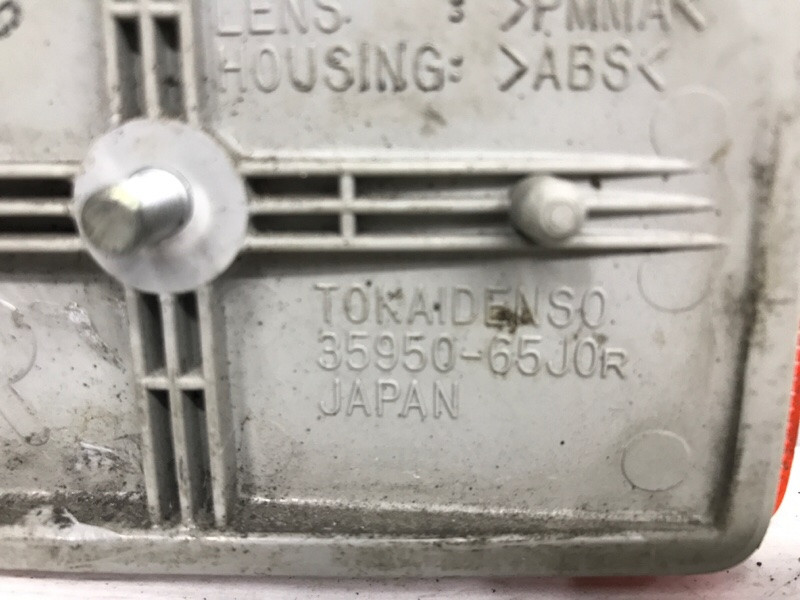 LENS : >PMMA<
HOUSING: >ABS<
TOKAIDENSO
35950-65J0R
JAPAN